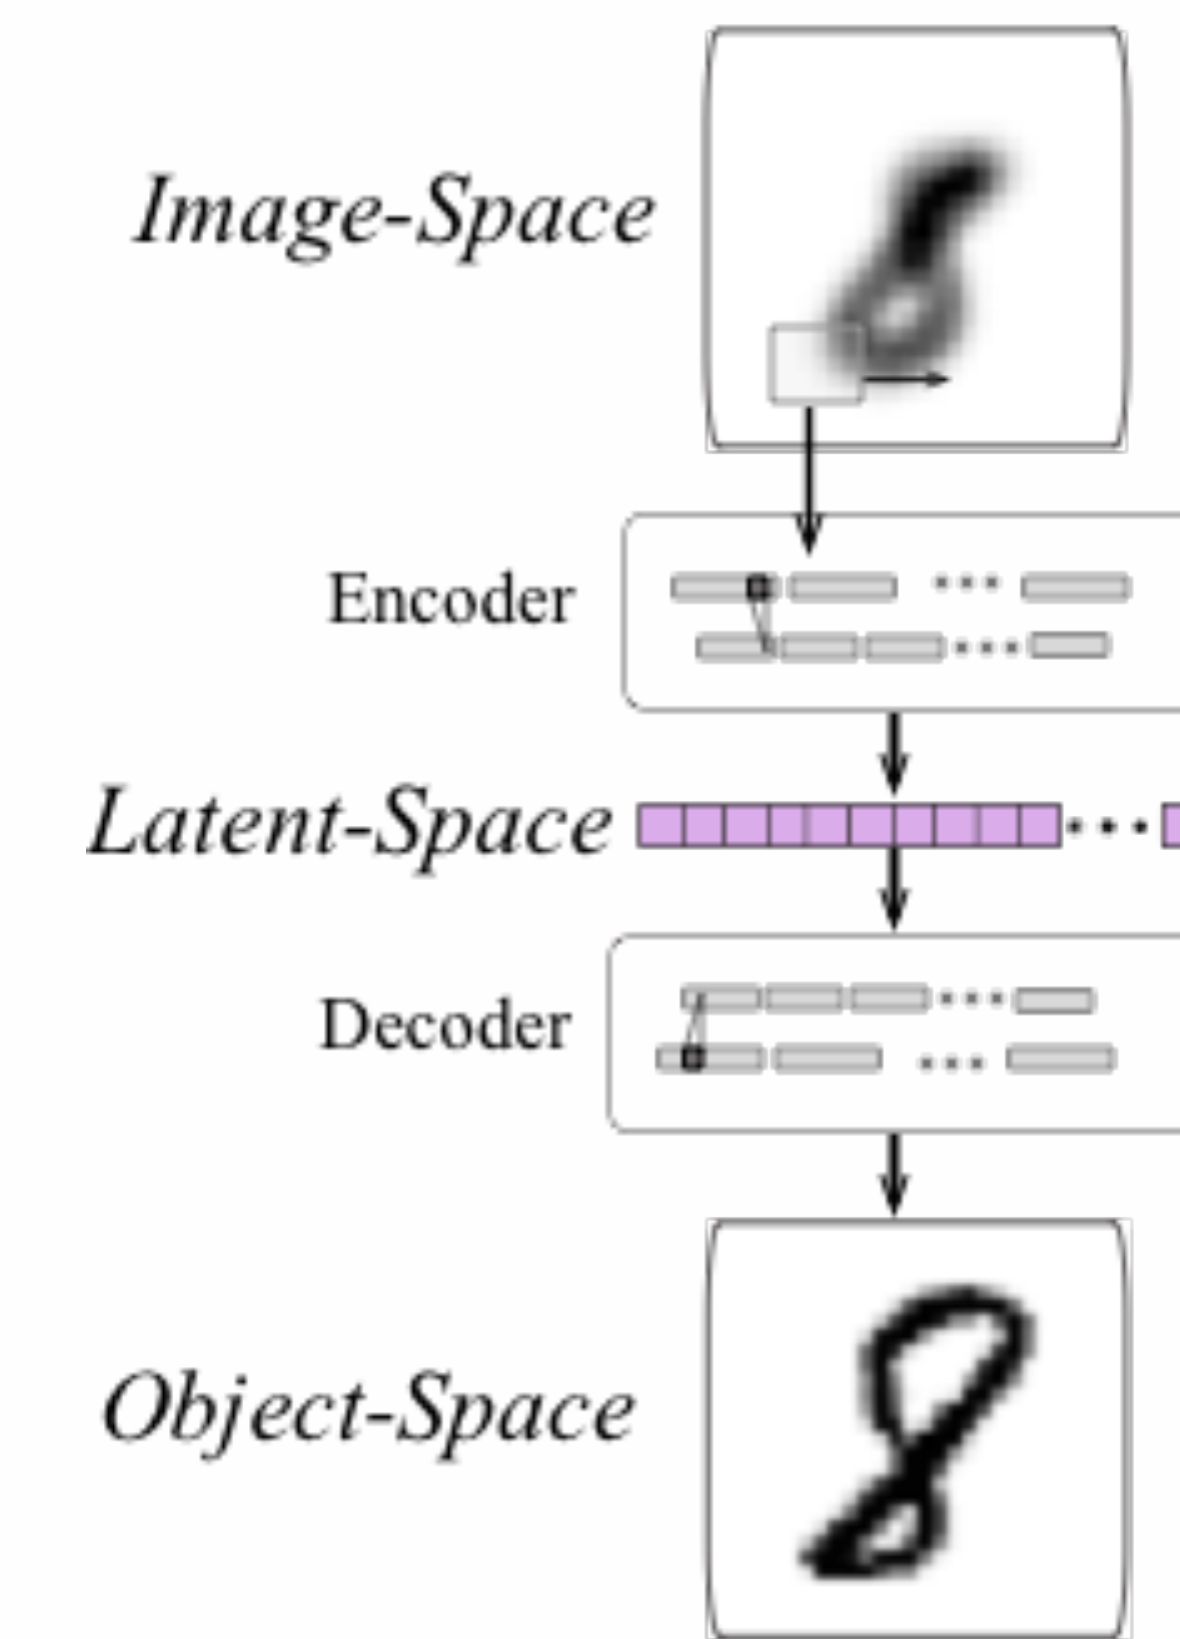 Image-Space
Encoder
Latent-Space
Decoder
Object-Space